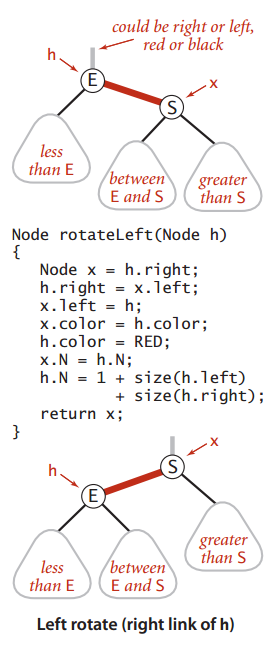 could be right or left,
red or black
h
E
x
S
less
than E
between
E and S
greater
than S
Node rotateLeft(Node h)
{
   Node x = h.right;
   h.right = x.left;
   x.left = h;
   x.color = h.color;
   h.color = RED;
   x.N = h.N;
   h.N = 1 + size(h.left)
           + size(h.right);
   return x;
}
x
S
h
E
greater
than S
less
than E
between
E and S
Left rotate (right link of h)